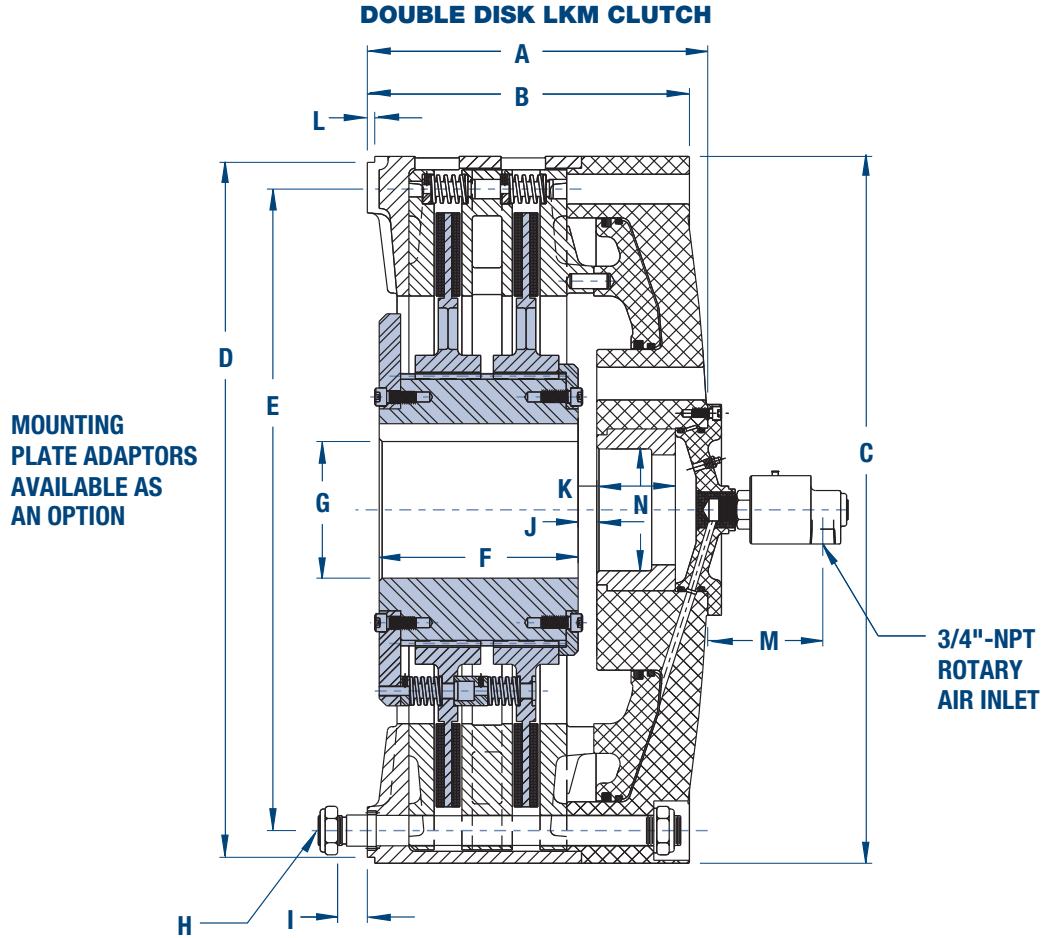 DOUBLE DISK LKM CLUTCH
A
B
L
D
E
C
MOUNTING
PLATE ADAPTORS
AVAILABLE AS
AN OPTION
G
K
N
J
F
M
3/4"-NPT
ROTARY
AIR INLET
H
I